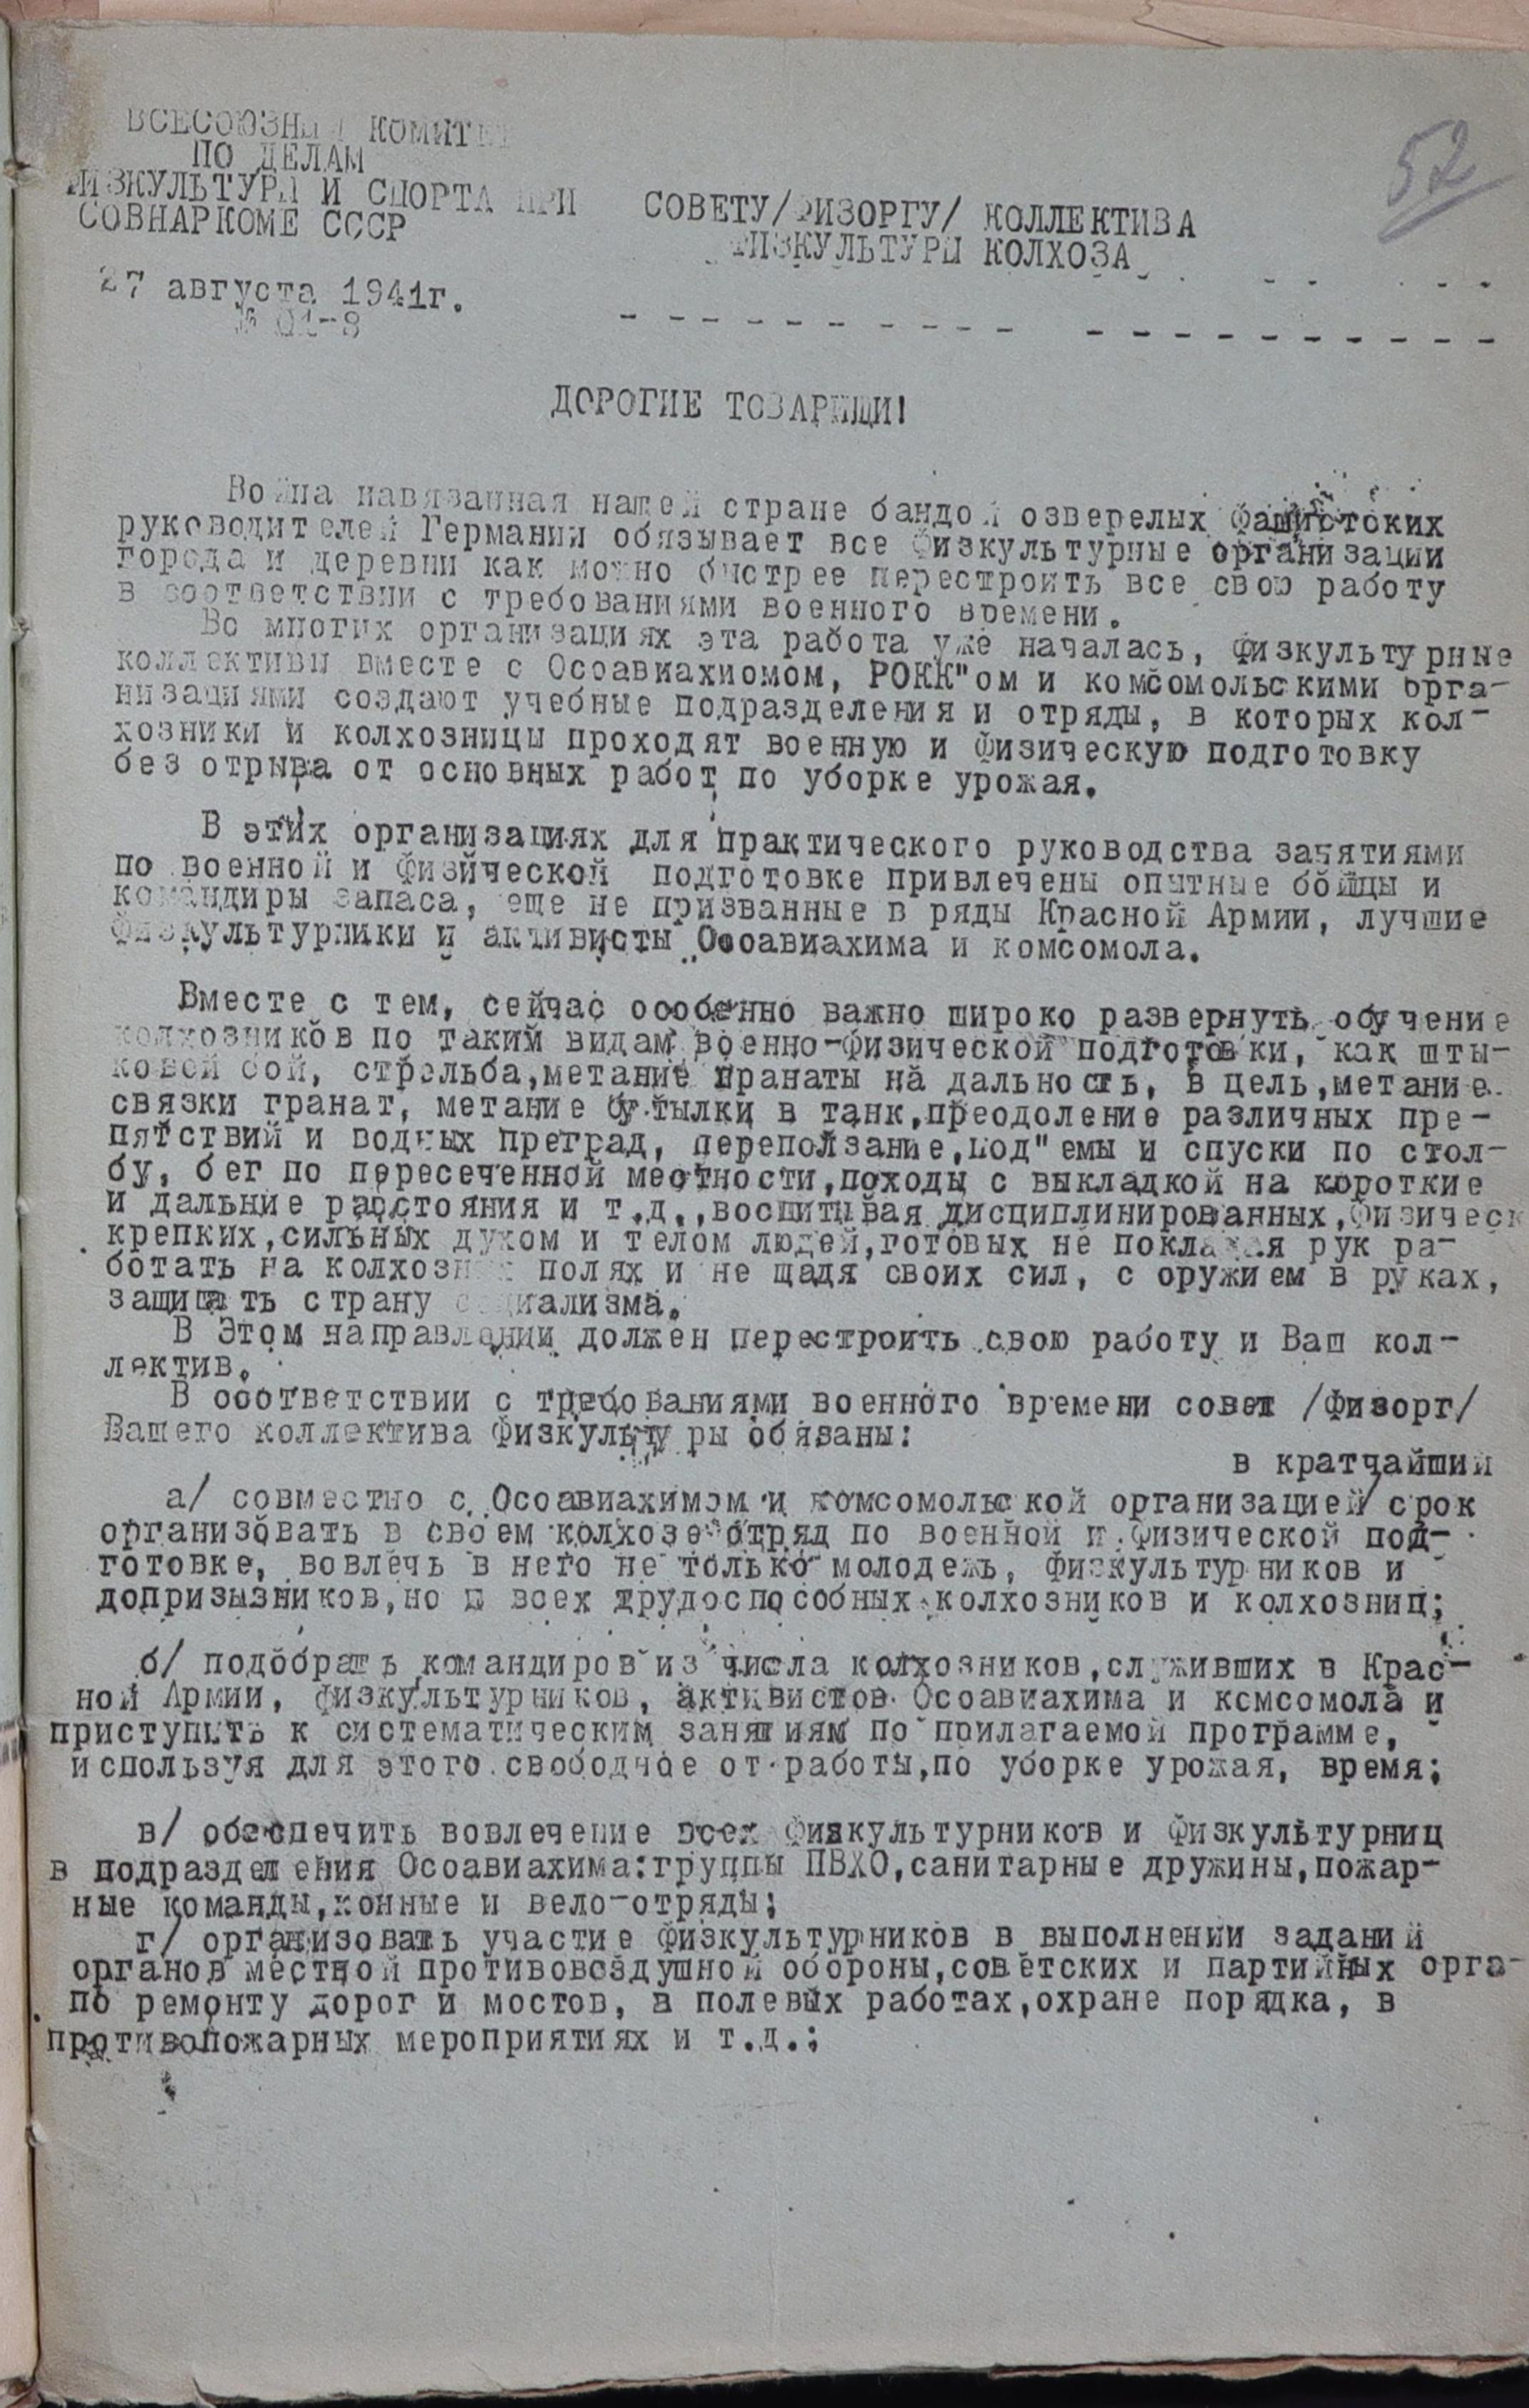 ВСЕСОЮЗНЫЙ КОМИТЕТ
ПО ДЕЛАМ
ФИЗКУЛЬТУРЫ И СПОРТА ПРИ
СОВНАРКОМЕ СССР
27 августа 1941г.
№ 01-8
СОВЕТУ/ФИЗОРГУ/ КОЛЛЕКТИВА
ФИЗКУЛЬТУРЫ КОЛХОЗА
52
ДОРОГИЕ ТОВАРИЩИ!
Война навязанная нашей стране бандой озверелых фашистских
руководителей Германии обязывает все физкультурные организации
города и деревни как можно быстрее перестроить все свою работу
в соответствии с требованиями военного времени.
Во многих организациях эта работа уже началась, физкультурные
коллективы вместе с Осоавиахиомом, РОКК"ом и комсомольскими орга-
низациями создают учебные подразделения и отряды, в которых кол-
хозники и колхозницы проходят военную и физическую подготовку
без отрыва от основных работ по уборке урожая.
В этих организациях для практического руководства занятиями
по военной и физической подготовке привлечены опытные бойцы и
командиры запаса, еще не призванные в ряды Красной Армии, лучшие
физкультурники и активисты Осоавиахима и комсомола.
Вместе с тем, сейчас особенно важно широко развернуть обучение
колхозников по таким видам военно-физической подготовки, как шты-
ковой бой, стрельба,метание гранаты на дальность, в цель,метание
связки гранат, метание бутылки в танк,преодоление различных пре-
пятствий и водных преград, переползание,под"емы и спуски по стол-
бу, бег по пересеченной местности,походы с выкладкой на короткие
и дальние расстояния и т.д.,воспитывая дисциплинированных,физическ
крепких,сильных духом и телом людей,готовых не покладая рук ра-
ботать на колхозных полях и не щадя своих сил, с оружием в руках,
защищать страну социализма.
В Этом направлении должен перестроить свою работу и Ваш кол-
лектив.
В соответствии с требованиями военного времени совет /физорг/
Вашего коллектива физкультуры обязаны:
в кратчайший
а/ совместно с Осоавиахимом и комсомольской организацией/срок
организовать в своем колхозе отряд по военной и физической под-
готовке, вовлечь в него не только молодежь, физкультурников и
допризывников,но и всех трудоспособных колхозников и колхозниц;
б/ подобрать командиров из числа колхозников,служивших в Крас-
ной Армии, физкультурников, активистов Осоавиахима и комсомола и
приступить к систематическим занятиям по прилагаемой программе,
используя для этого свободное от работы,по уборке урожая, время;
в/ обеспечить вовлечение всех физкультурников и физкультурниц
в подразделения Осоавиахима:группы ПВХО,санитарные дружины,пожар-
ные команды,конные и вело-отряды;
г/ организовать участие физкультурников в выполнении заданий
органов местной противовоздушной обороны,советских и партийных орга-
по ремонту дорог и мостов, в полевых работах,охране порядка, в
противопожарных мероприятиях и т.д.;